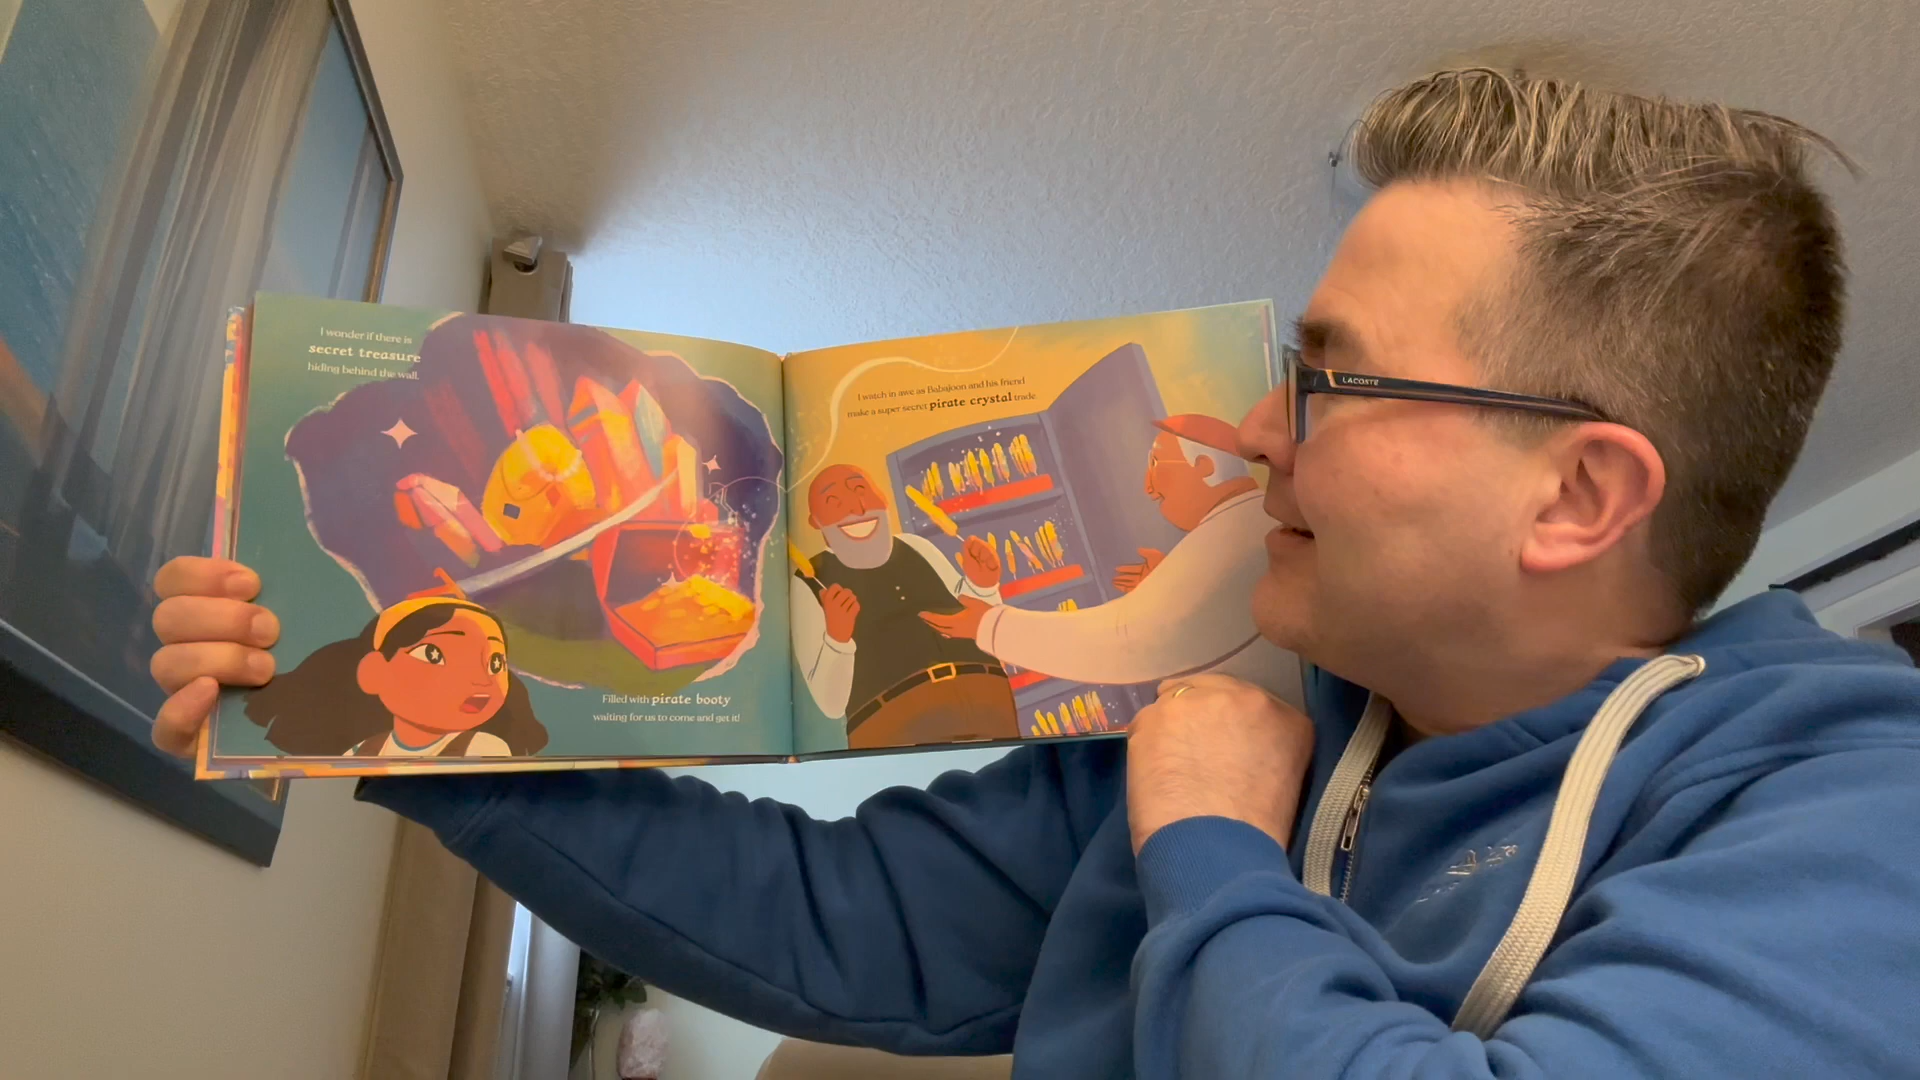 I wonder if there is
secret treasure
hiding behind the wall.
Filled with pirate booty
waiting for us to come and get it!
I watch in awe as Babajoon and his friend
make a super secret pirate crystal trade
LACOSTE